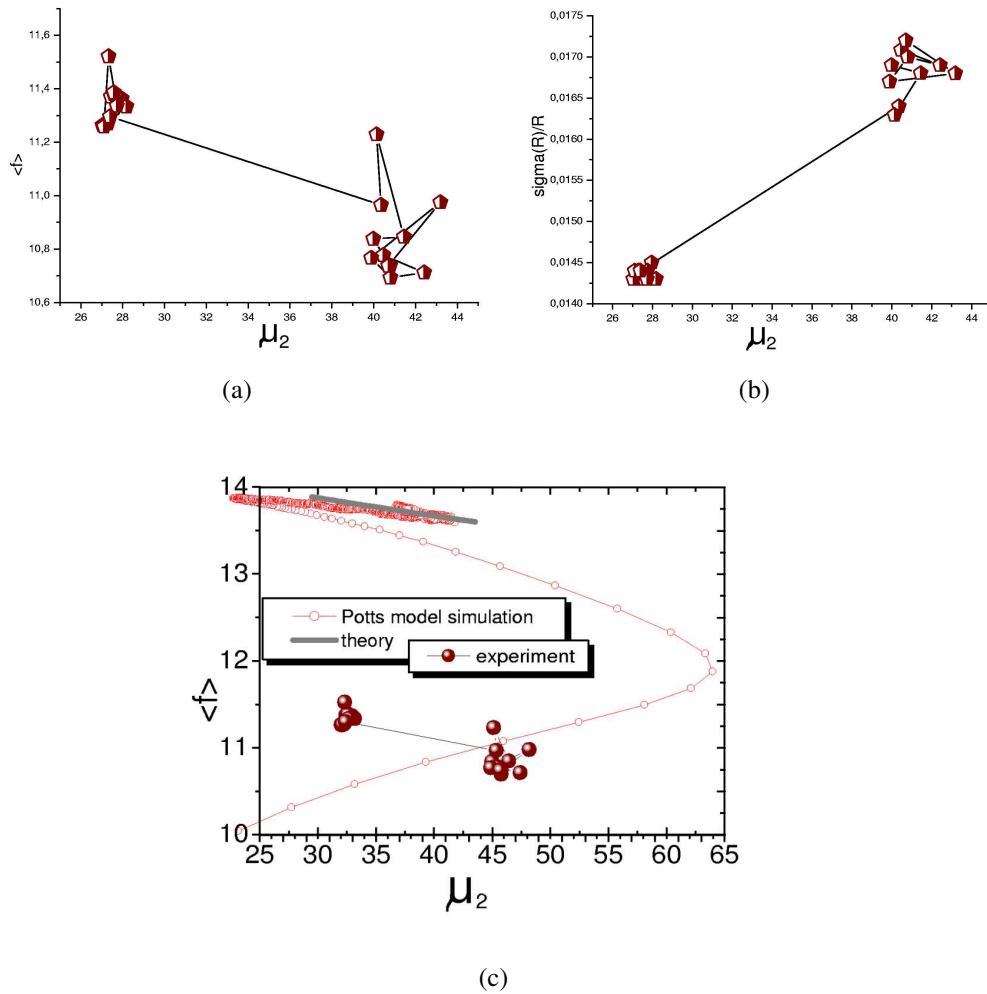 11,6
11,4
11,2
11,0
10,8
10,6
<f>
26 28 30 32 34 36 38 40 42 44
μ2
(a)
0,0175
0,0170
0,0165
0,0160
0,0155
0,0150
0,0145
0,0140
sigma(R)/R
26 28 30 32 34 36 38 40 42 44
μ2
(b)
14
13
12
11
10
<f>
Potts model simulation
theory
experiment
25 30 35 40 45 50 55 60 65
μ2
(c)